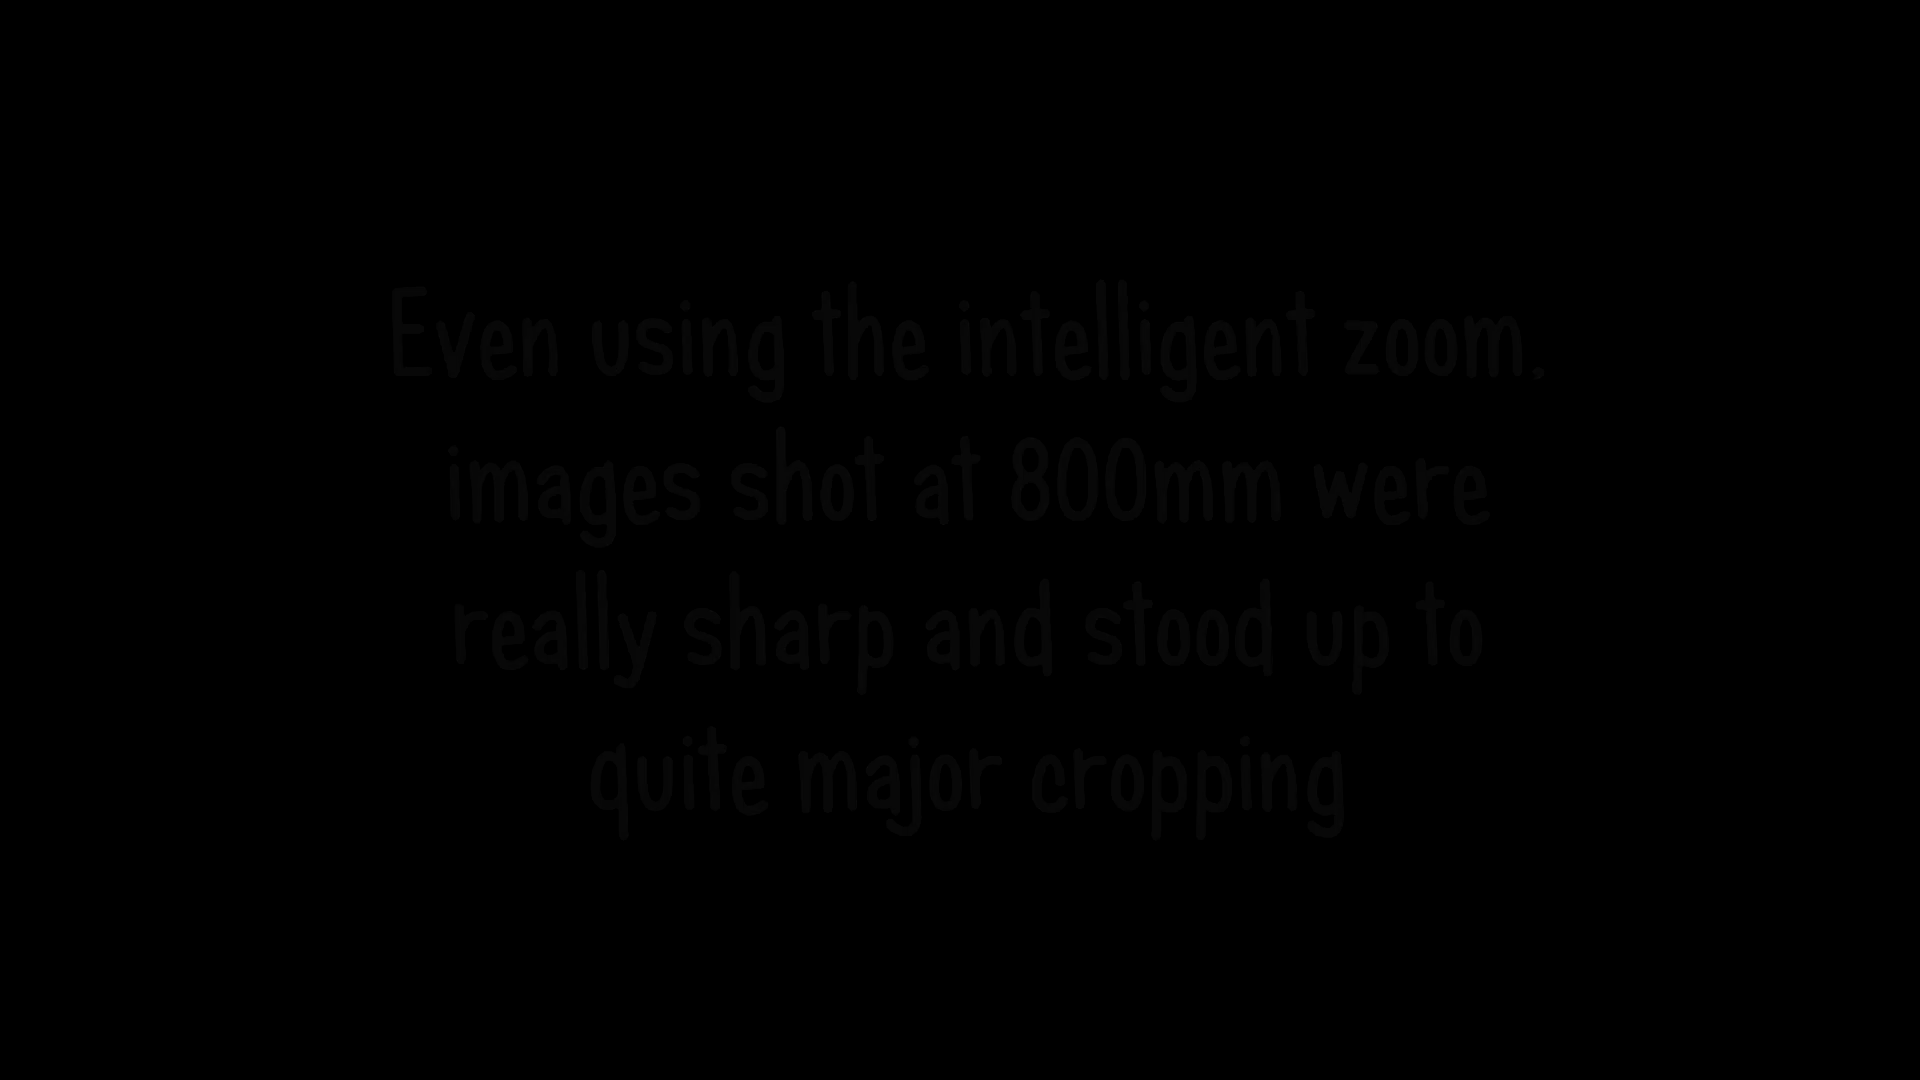 Even using the intelligent zoom.
images shot at 800mm were
really sharp and stood up to
quite major cropping